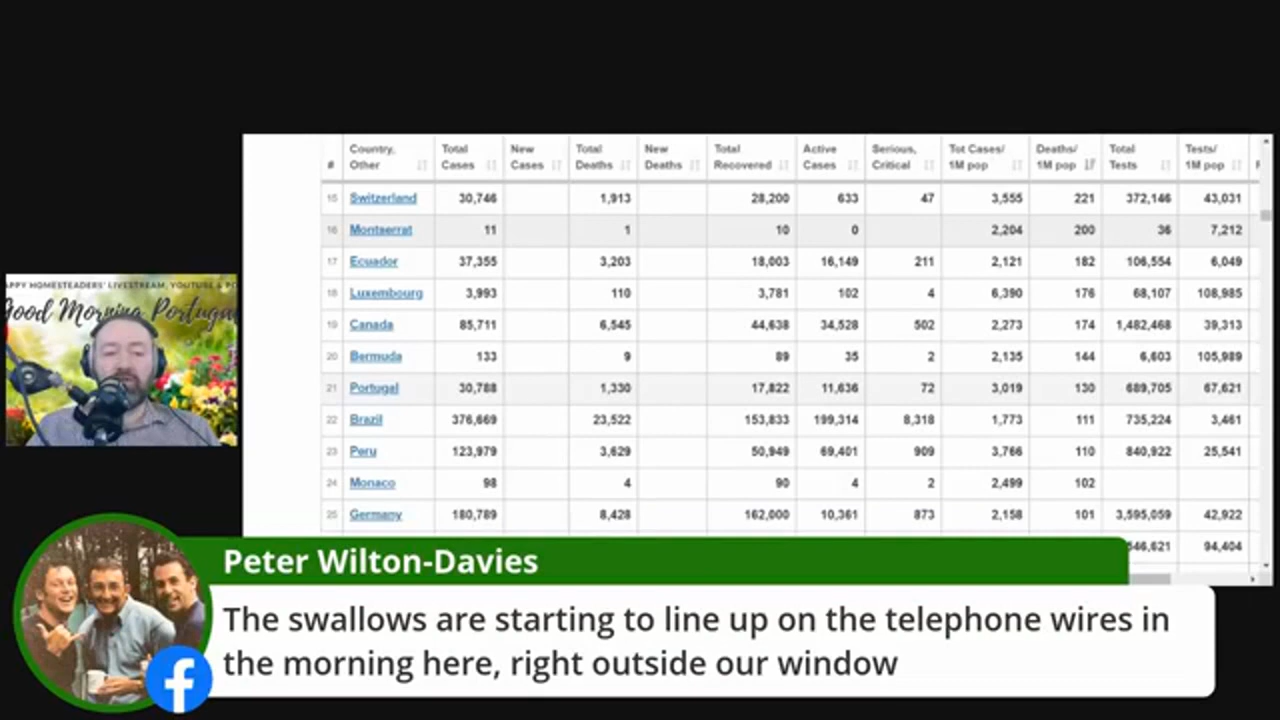 Country, Other Total Cases New Cases Total Deaths New Deaths Total Recovered Active Cases Serious, Critical Tot Cases/ 1M pop Deaths/ 1M pop Total Tests Tests/ 1M pop
# 
15 Switzerland 30,746 1,913 28,200 633 47 3,555 221 372,146 43,031
16 Montserrat 11 1 10 0 2,204 200 36 7,212
17 Ecuador 37,355 3,203 18,003 16,149 211 2,121 182 106,554 6,049
18 Luxembourg 3,993 110 3,781 102 4 6,390 176 68,107 108,985
19 Canada 85,711 6,545 44,638 34,528 502 2,273 174 1,482,468 39,313
20 Bermuda 133 9 89 35 2 2,135 144 6,603 105,989
21 Portugal 30,788 1,330 17,822 11,636 72 3,019 130 689,705 67,621
22 Brazil 376,669 23,522 153,833 199,314 8,318 1,773 111 735,224 3,461
23 Peru 123,979 3,629 50,949 69,401 909 3,766 110 840,922 25,541
24 Monaco 98 4 90 4 2 2,499 102
25 Germany 180,789 8,428 162,000 10,361 873 2,158 101 3,595,059 42,922
546,621 94,404
APPY HOMESTEADERS' LIVESTREAM, YOUTUBE & PO
Good Morning Portugal
Peter Wilton-Davies
The swallows are starting to line up on the telephone wires in
the morning here, right outside our window